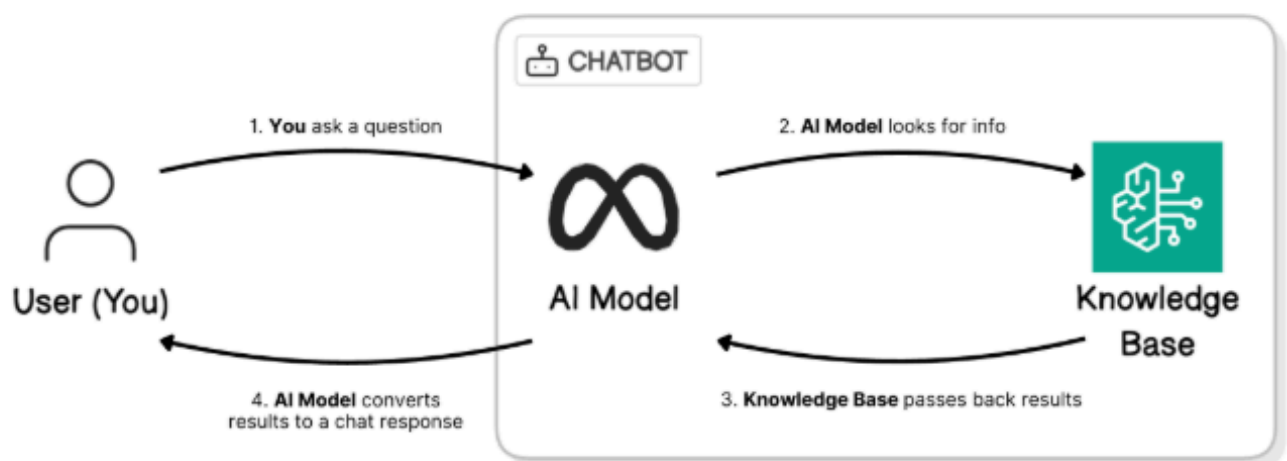 CHATBOT
1. You ask a question
2. AI Model looks for info
User (You)
AI Model
Knowledge
Base
4. AI Model converts
results to a chat response
3. Knowledge Base passes back results